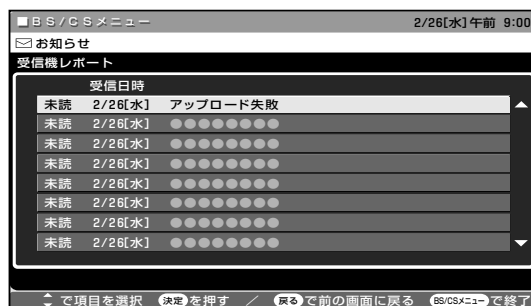 ■BS/CSメニュー 2/26[水]午前 9:00
お知らせ
受信機レポート
受信日時
未読 2/26[水] アップロード失敗
未読 2/26[水] ●●●●●●●●
未読 2/26[水] ●●●●●●●●
未読 2/26[水] ●●●●●●●●
未読 2/26[水] ●●●●●●●●
未読 2/26[水] ●●●●●●●●
未読 2/26[水] ●●●●●●●●
未読 2/26[水] ●●●●●●●●
で項目を選択 決定を押す ／ 戻るで前の画面に戻る BS/CSメニューで終了